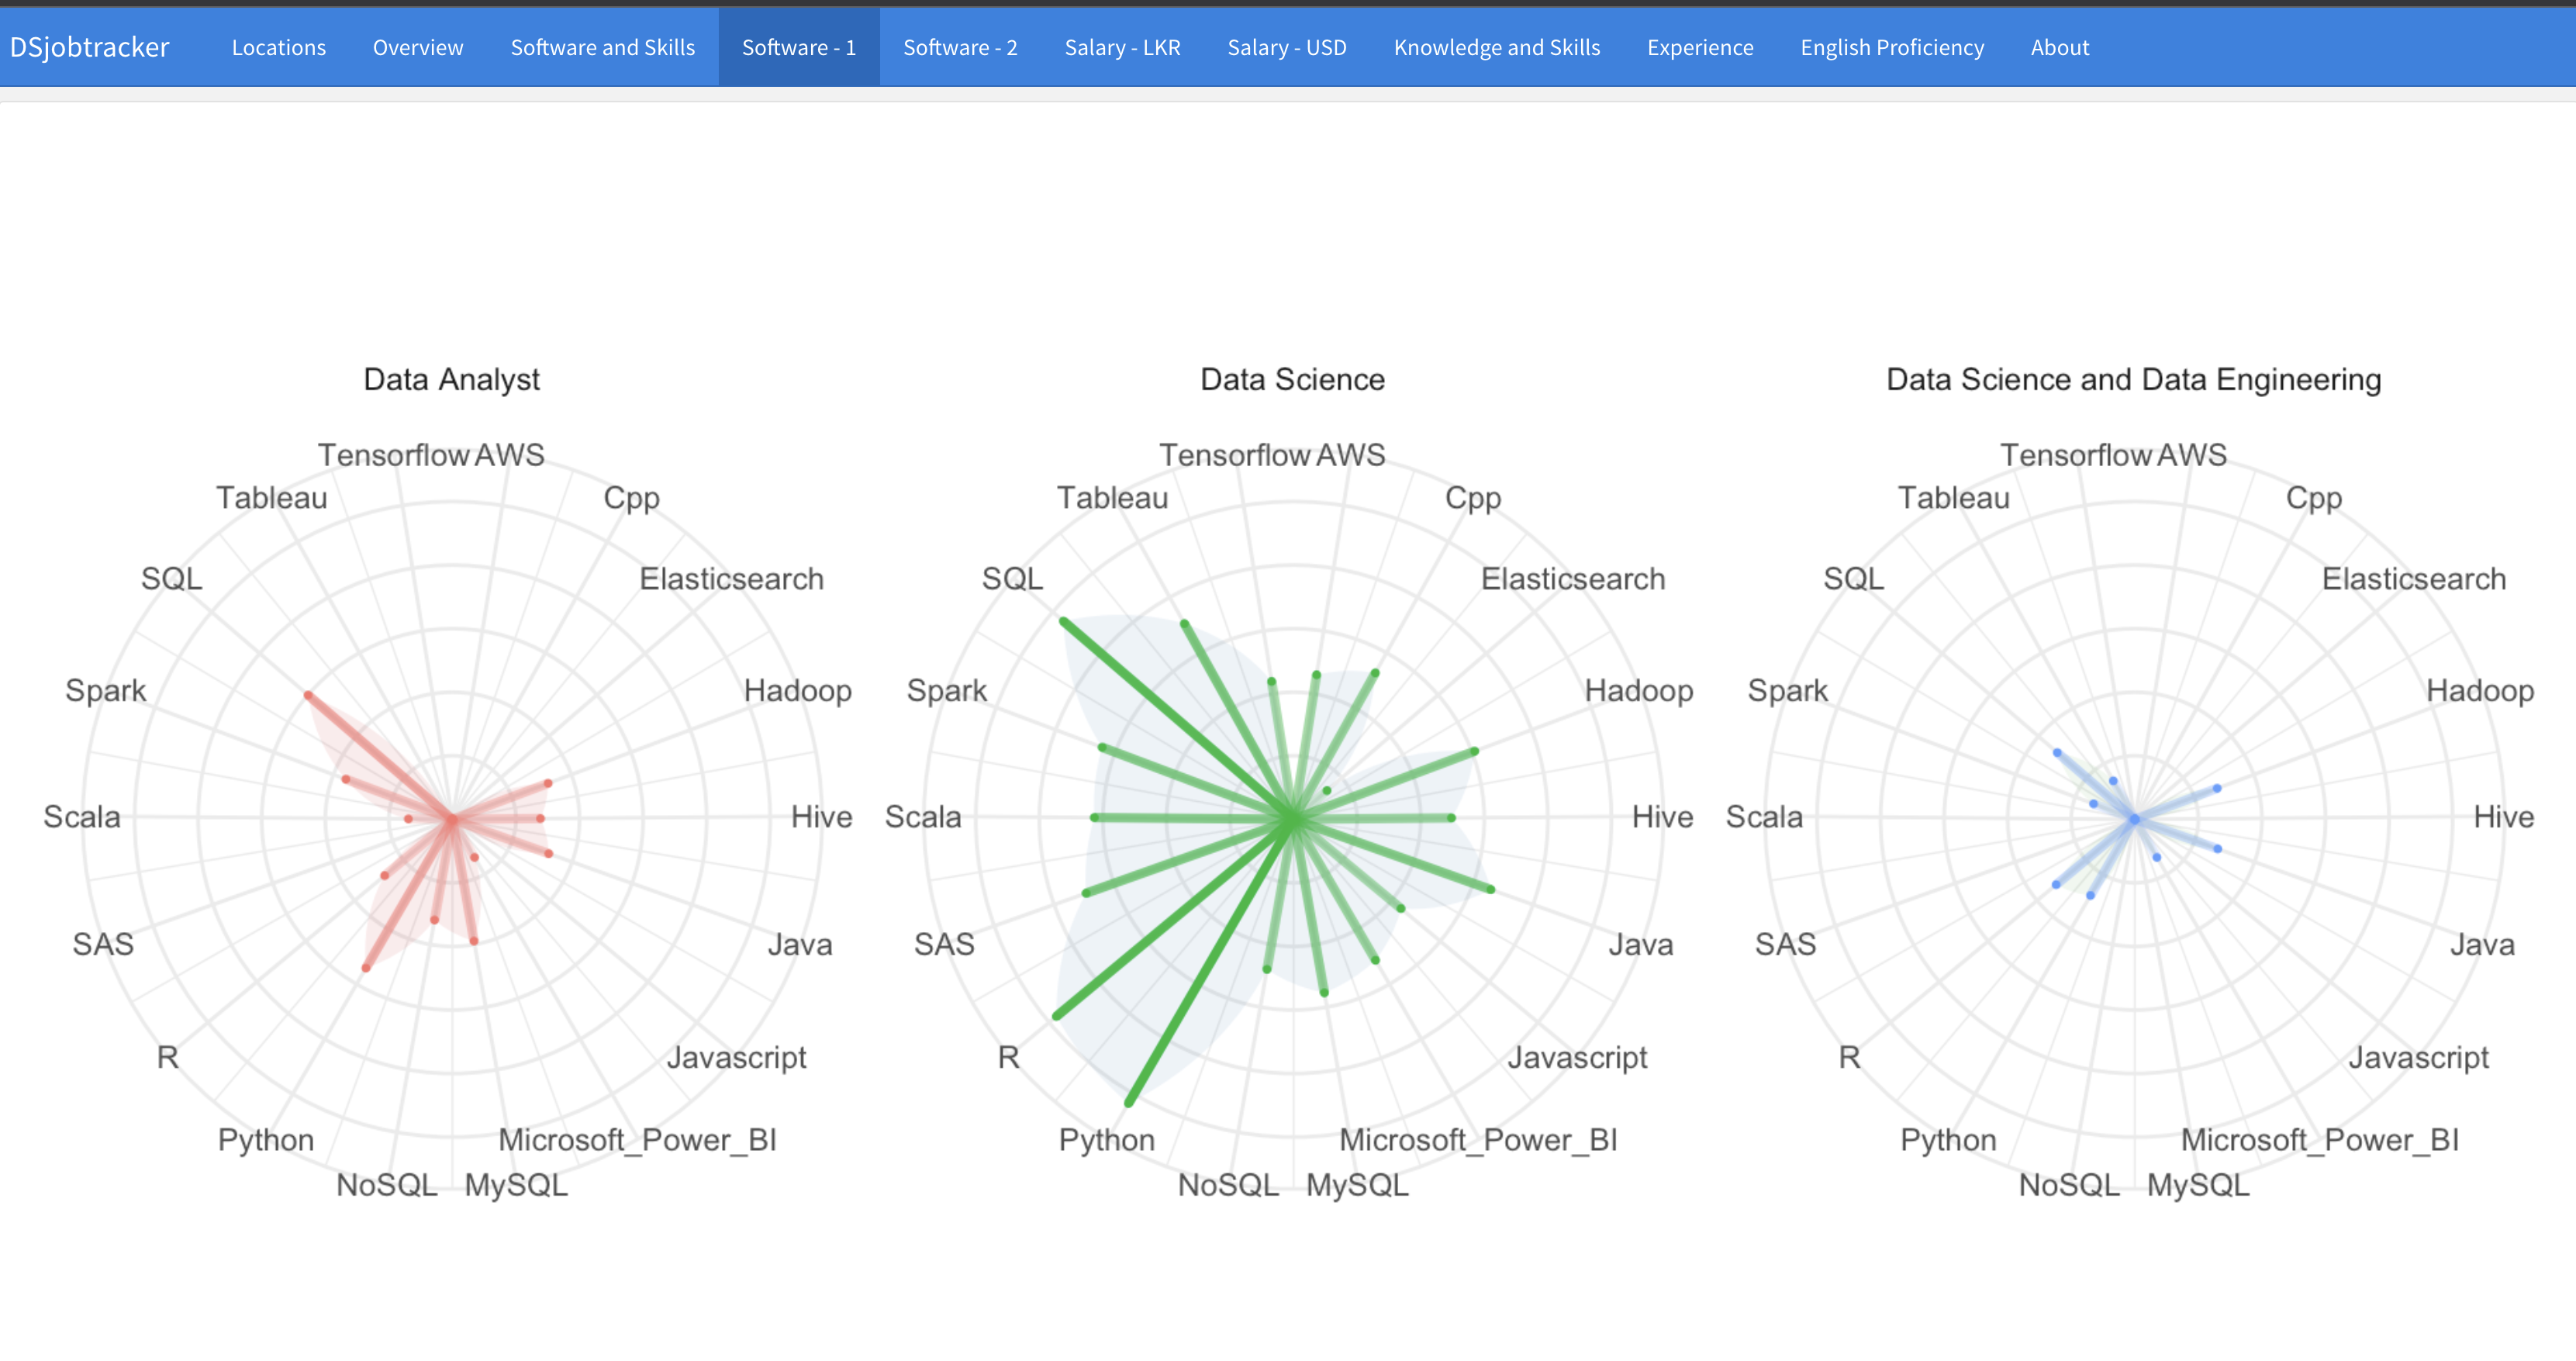 DSjobtracker Locations Overview Software and Skills Software - 1 Software - 2 Salary - LKR Salary - USD Knowledge and Skills Experience English Proficiency About
Data Analyst
Tensorflow AWS
Tableau Cpp
SQL Elasticsearch
Spark Hadoop
Scala Hive
SAS Java
R Javascript
Python Microsoft_Power_BI
NoSQL MySQL
Data Science
Tensorflow AWS
Tableau Cpp
SQL Elasticsearch
Spark Hadoop
Scala Hive
SAS Java
R Javascript
Python Microsoft_Power_BI
NoSQL MySQL
Data Science and Data Engineering
Tensorflow AWS
Tableau Cpp
SQL Elasticsearch
Spark Hadoop
Scala Hive
SAS Java
R Javascript
Python Microsoft_Power_BI
NoSQL MySQL